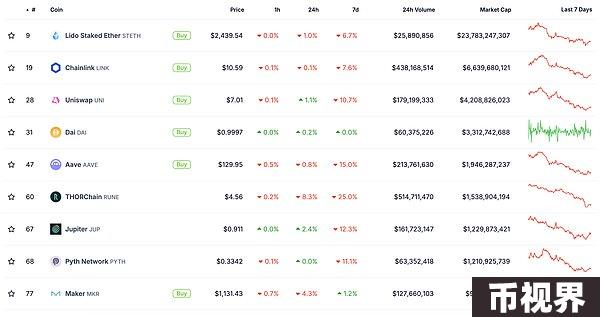 # Coin Price 1h 24h 7d 24h Volume Market Cap Last 7 Days
9 Lido Staked Ether STETH Buy $2,439.54 0.0% 1.0% 6.7% $25,890,856 $23,783,247,307
19 Chainlink LINK Buy $10.59 0.1% 0.1% 7.6% $438,168,514 $6,639,680,121
28 Uniswap UNI Buy $7.01 0.1% 1.1% 10.7% $179,199,333 $4,208,826,023
31 Dai DAI Buy $0.9997 0.0% 0.2% 0.0% $60,375,226 $3,312,742,688
47 Aave AAVE Buy $129.95 0.5% 0.8% 15.0% $213,761,630 $1,946,287,237
60 THORChain RUNE $4.56 0.2% 8.3% 25.0% $514,711,470 $1,538,904,194
67 Jupiter JUP $0.911 0.0% 2.4% 12.3% $161,723,147 $1,229,873,421
68 Pyth Network PYTH $0.3342 0.1% 0.0% 11.1% $63,352,418 $1,210,925,739
77 Maker MKR Buy $1,131.43 0.7% 4.3% 1.2% $127,660,103
币视界